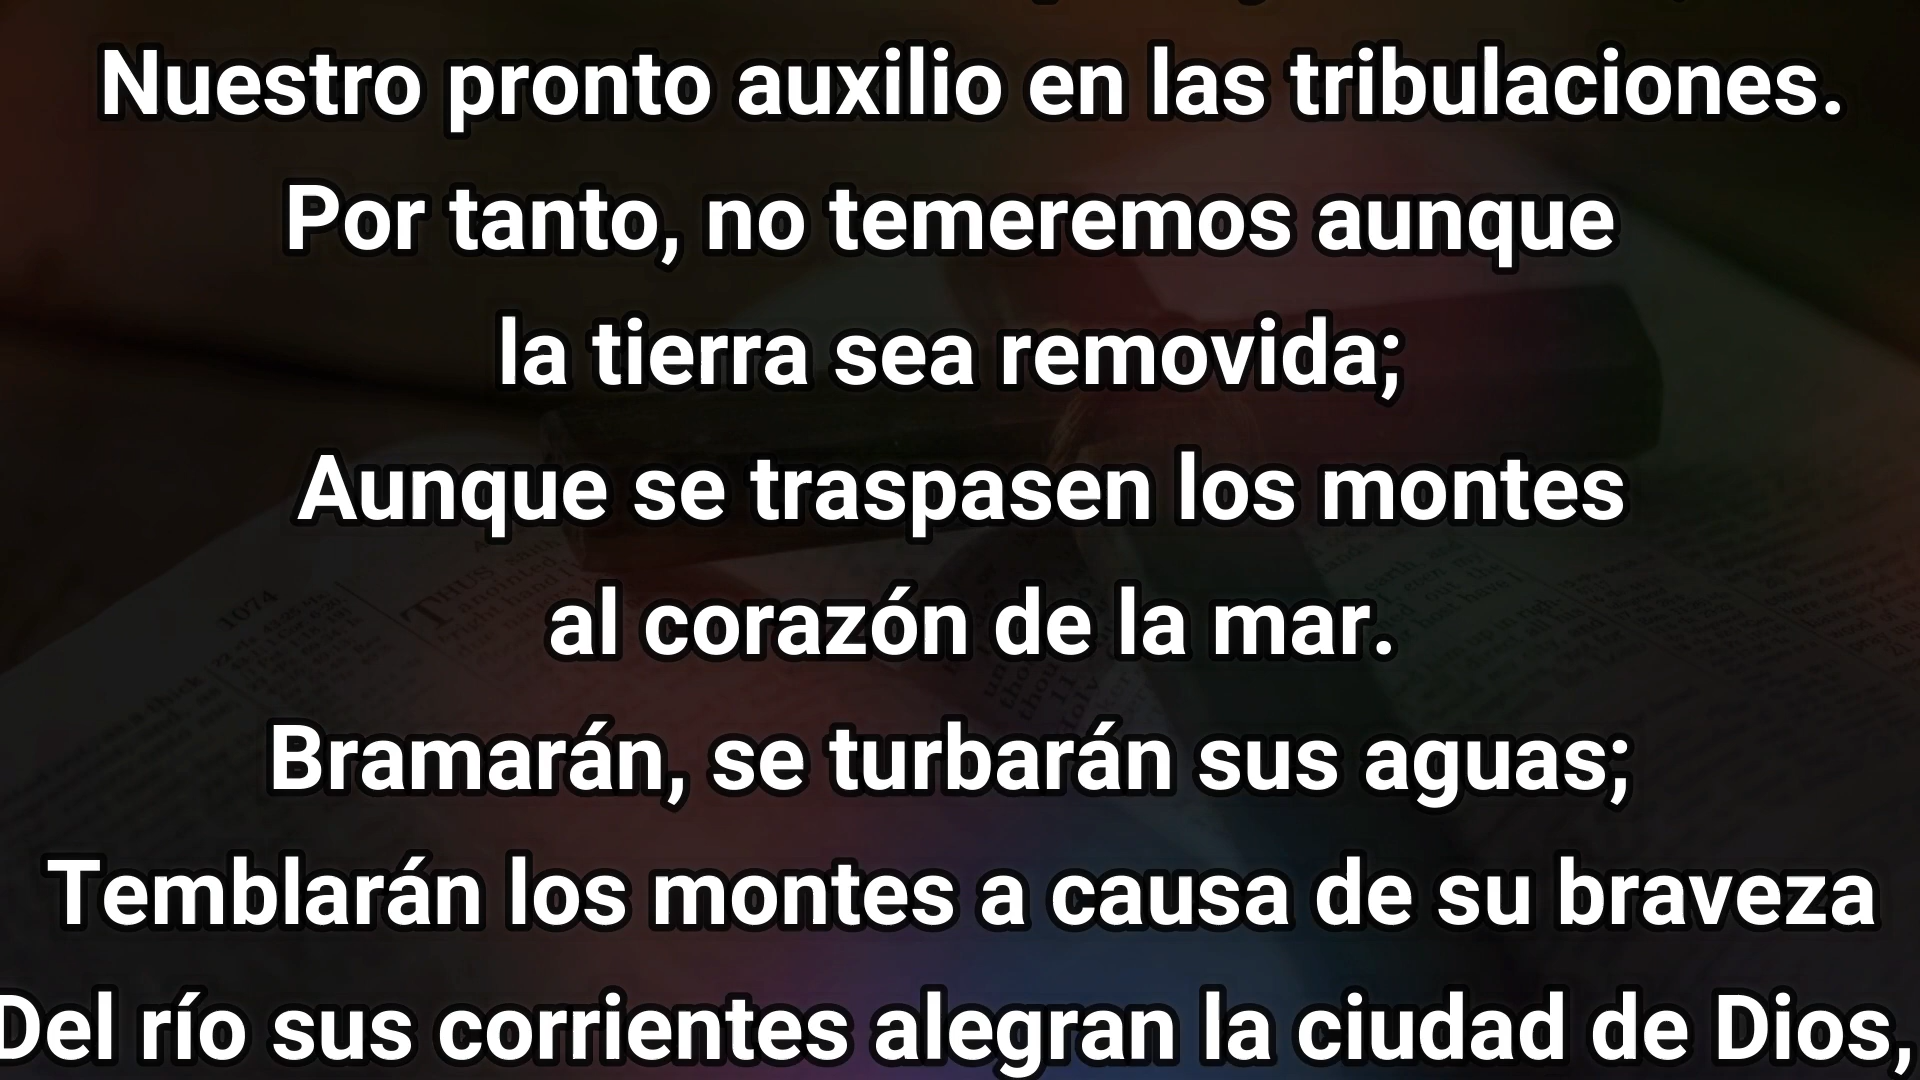 Nuestro pronto auxilio en las tribulaciones.
Por tanto, no temeremos aunque
la tierra sea removida;
Aunque se traspasen los montes
al corazón de la mar.
Bramarán, se turbarán sus aguas;
Temblarán los montes a causa de su braveza
Del río sus corrientes alegran la ciudad de Dios,
1074
THUS